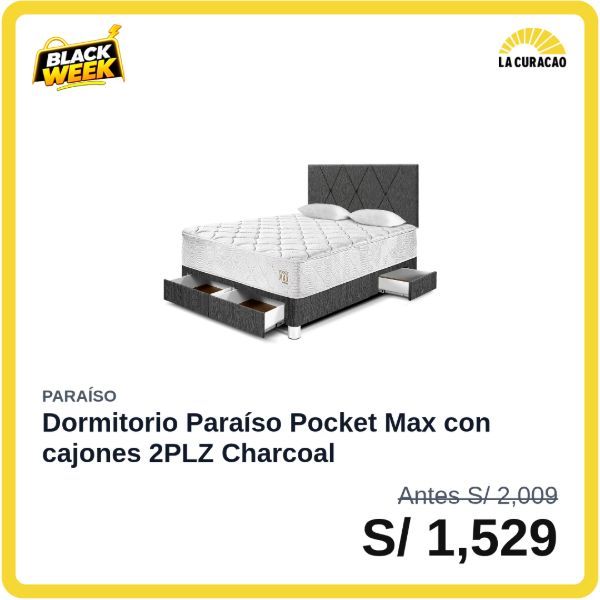 BLACK
WEEK
LA CURACAO
PARAÍSO
Dormitorio Paraíso Pocket Max con
cajones 2PLZ Charcoal
Antes S/ 2,009
S/ 1,529